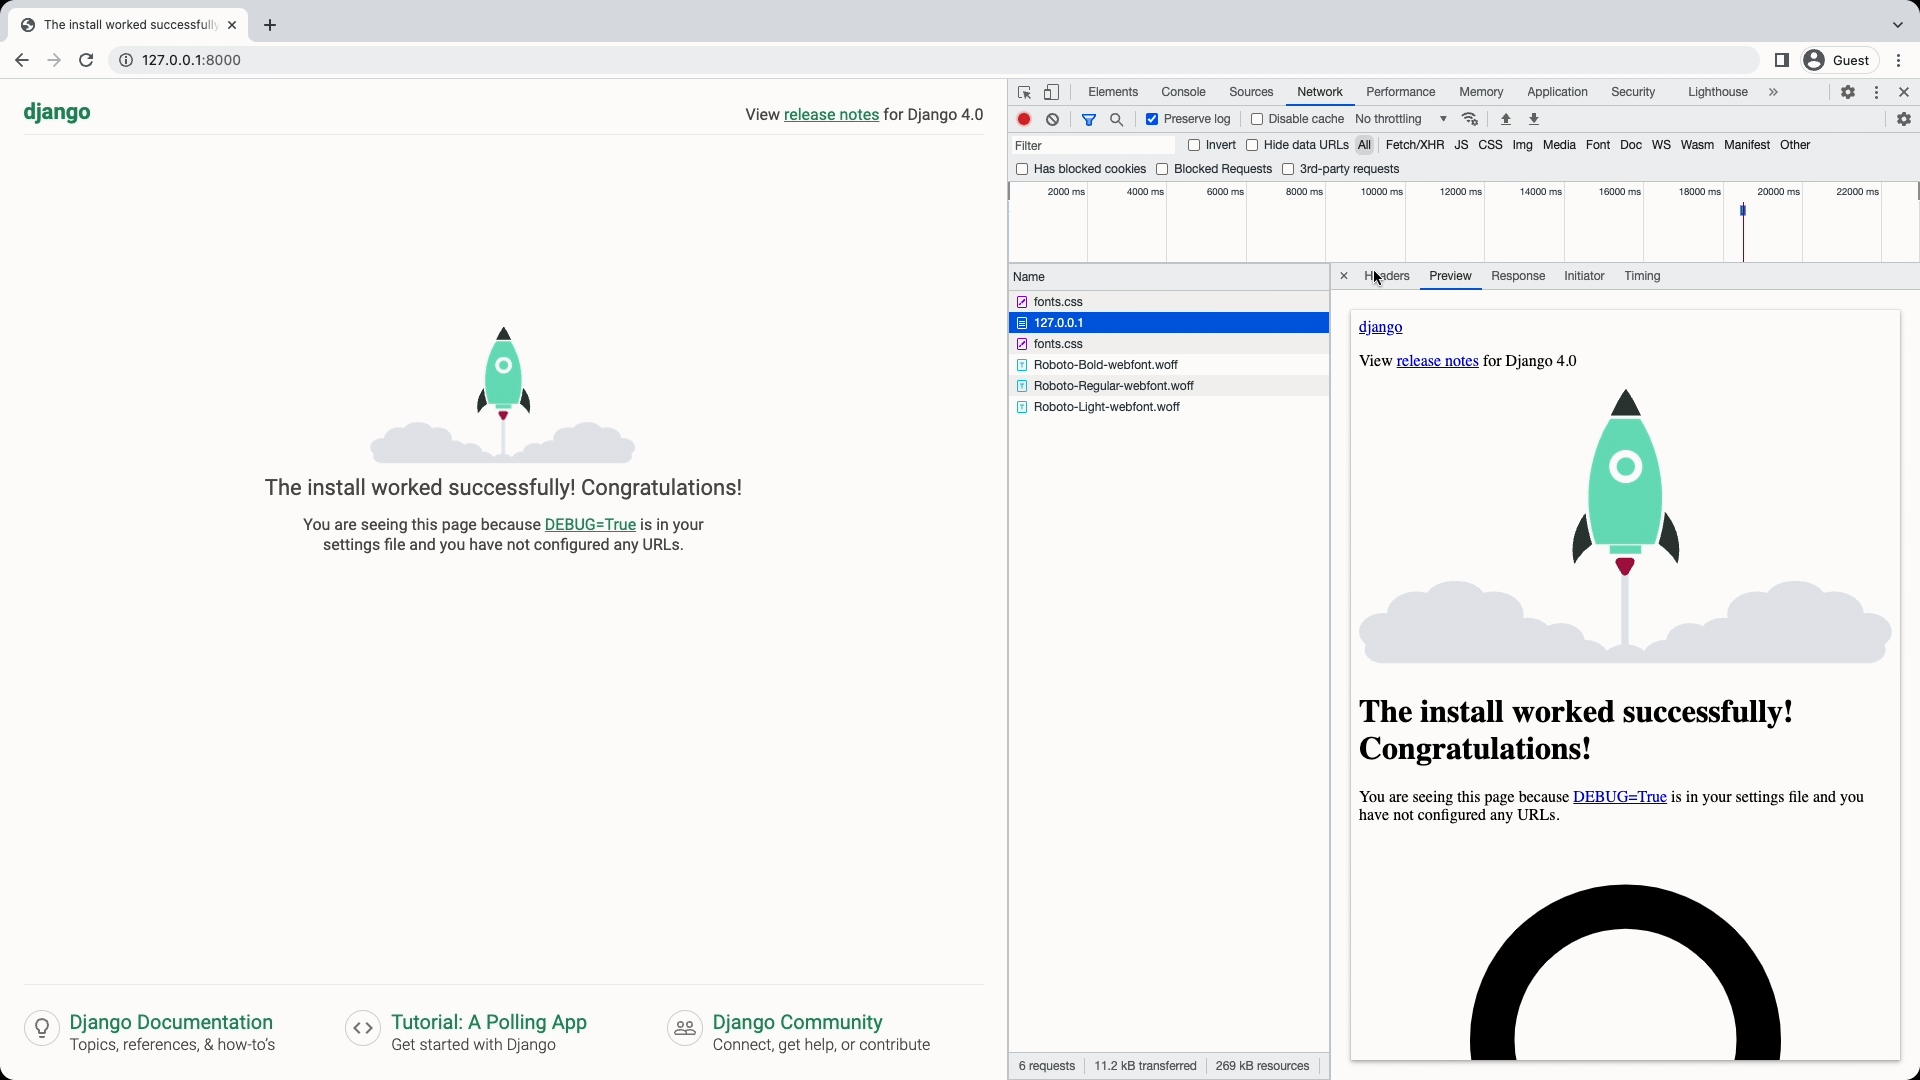 The install worked successfully
127.0.0.1:8000
Guest
django
View release notes for Django 4.0
The install worked successfully! Congratulations!
You are seeing this page because DEBUG=True is in your
settings file and you have not configured any URLs.
Django Documentation
Topics, references, & how-to's
Tutorial: A Polling App
Get started with Django
Django Community
Connect, get help, or contribute
Elements Console Sources Network Performance Memory Application Security Lighthouse
Preserve log Disable cache No throttling
Filter Invert Hide data URLs All Fetch/XHR JS CSS Img Media Font Doc WS Wasm Manifest Other
Has blocked cookies Blocked Requests 3rd-party requests
2000 ms 4000 ms 6000 ms 8000 ms 10000 ms 12000 ms 14000 ms 16000 ms 18000 ms 20000 ms 22000 ms
Name
fonts.css
127.0.0.1
fonts.css
Roboto-Bold-webfont.woff
Roboto-Regular-webfont.woff
Roboto-Light-webfont.woff
6 requests 11.2 kB transferred 269 kB resources
Headers Preview Response Initiator Timing
django
View release notes for Django 4.0
The install worked successfully!
Congratulations!
You are seeing this page because DEBUG=True is in your settings file and you
have not configured any URLs.